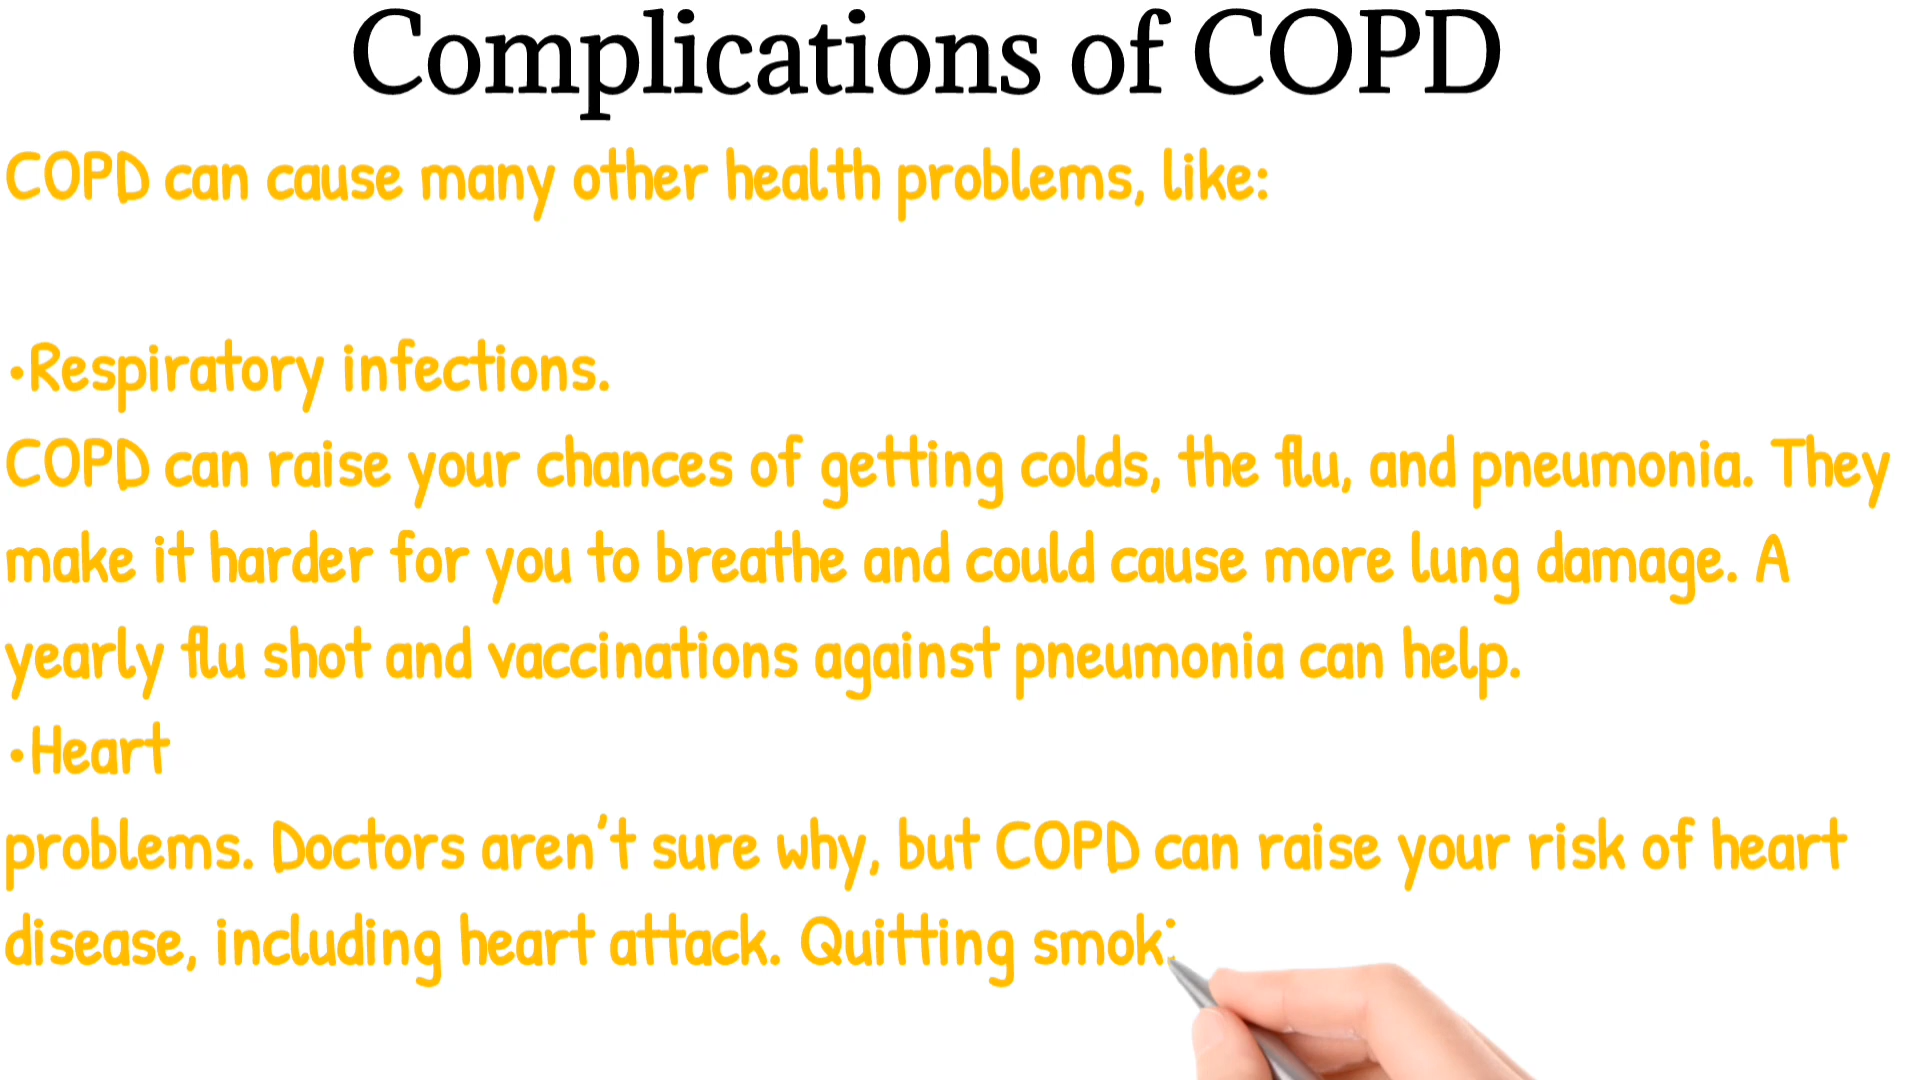 Complications of COPD
COPD can cause many other health problems, like:
•Respiratory infections.
COPD can raise your chances of getting colds, the flu, and pneumonia. They
make it harder for you to breathe and could cause more lung damage. A
yearly flu shot and vaccinations against pneumonia can help.
•Heart
problems. Doctors aren't sure why, but COPD can raise your risk of heart
disease, including heart attack. Quitting smok